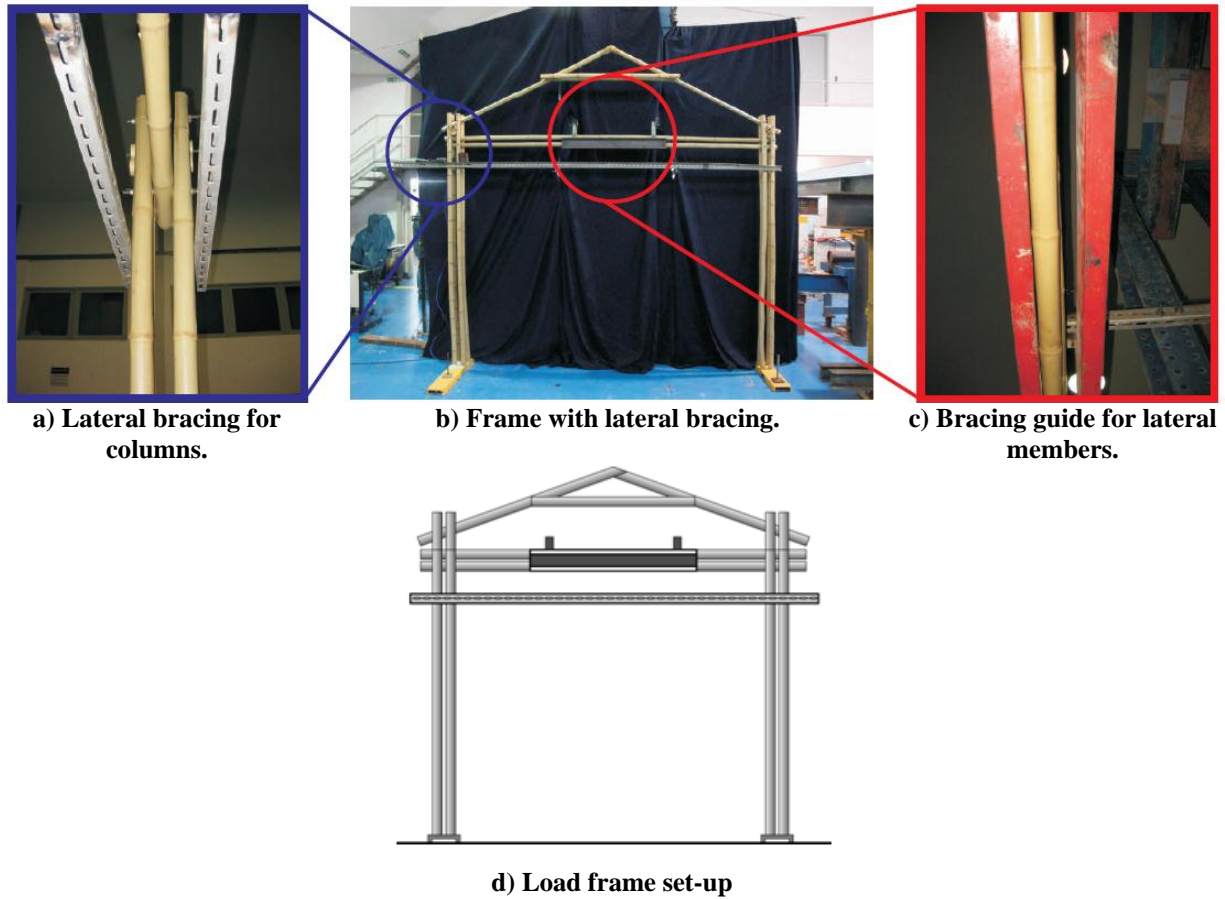 a) Lateral bracing for
columns.
b) Frame with lateral bracing.
c) Bracing guide for lateral
members.
d) Load frame set-up